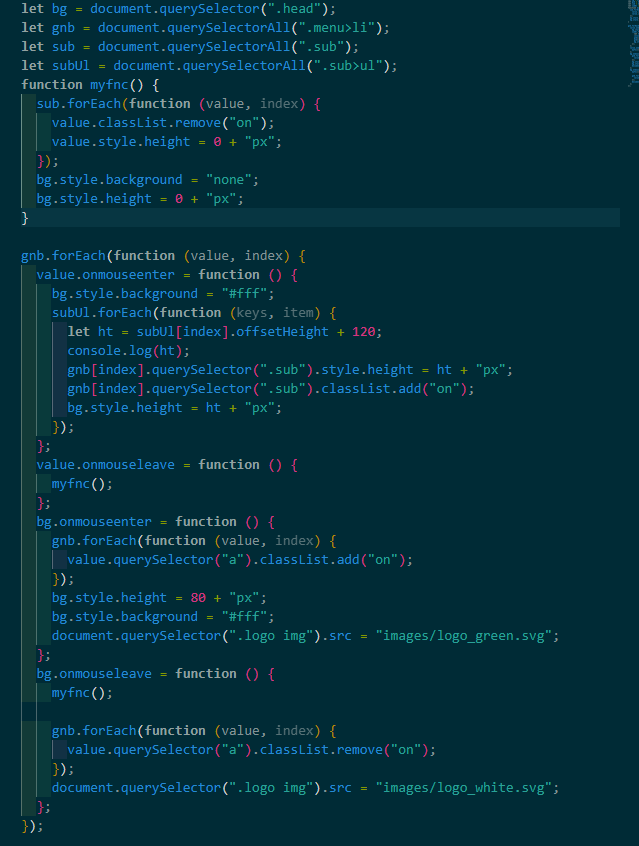 let bg = document.querySelector(".head");
let gnb = document.querySelectorAll(".menu>li");
let sub = document.querySelectorAll(".sub");
let subUl = document.querySelectorAll(".sub>ul");
function myfnc() {
  sub.forEach(function (value, index) {
    value.classList.remove("on");
    value.style.height = 0 + "px";
  });
  bg.style.background = "none";
  bg.style.height = 0 + "px";
}

gnb.forEach(function (value, index) {
  value.onmouseenter = function () {
    bg.style.background = "#fff";
    subUl.forEach(function (keys, item) {
      let ht = subUl[index].offsetHeight + 120;
      console.log(ht);
      gnb[index].querySelector(".sub").style.height = ht + "px";
      gnb[index].querySelector(".sub").classList.add("on");
      bg.style.height = ht + "px";
    });
  };
  value.onmouseleave = function () {
    myfnc();
  };
  bg.onmouseenter = function () {
    gnb.forEach(function (value, index) {
      value.querySelector("a").classList.add("on");
    });
    bg.style.height = 80 + "px";
    bg.style.background = "#fff";
    document.querySelector(".logo img").src = "images/logo_green.svg";
  };
  bg.onmouseleave = function () {
    myfnc();

    gnb.forEach(function (value, index) {
      value.querySelector("a").classList.remove("on");
    });
    document.querySelector(".logo img").src = "images/logo_white.svg";
  };
});